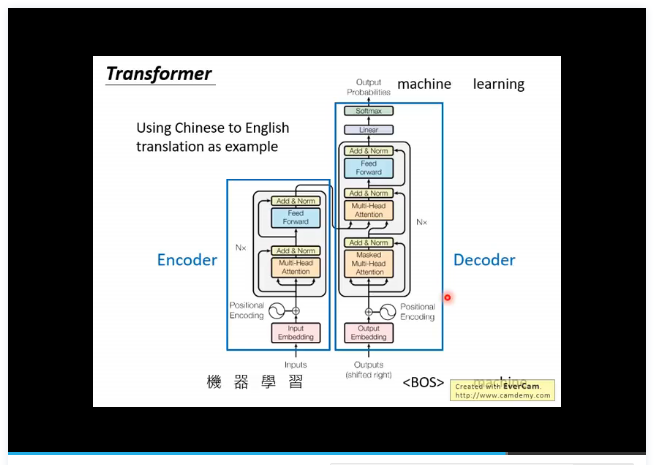 Transformer
Using Chinese to English
translation as example
Output
Probabilities
machine learning
Softmax
Linear
Add & Norm
Feed
Forward
Add & Norm
Multi-Head
Attention
Add & Norm
Masked
Multi-Head
Attention
Nx
Decoder
Positional
Encoding
Output
Embedding
Outputs
(shifted right)
<BOS> machine
Encoder
Nx
Add & Norm
Feed
Forward
Add & Norm
Multi-Head
Attention
Positional
Encoding
Input
Embedding
Inputs
機 器 學 習
Created with EverCam.
http://www.camdemy.com